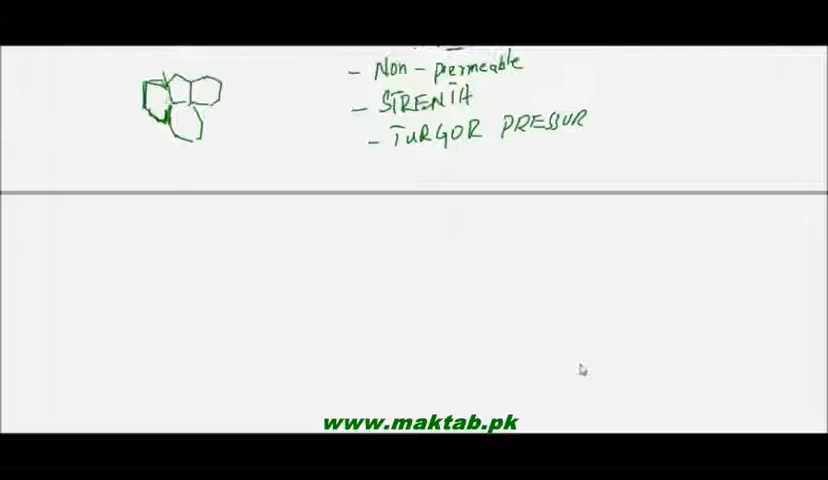 - Non - permeable
- STRENTH
- TURGOR PRESSUR
www.maktab.pk